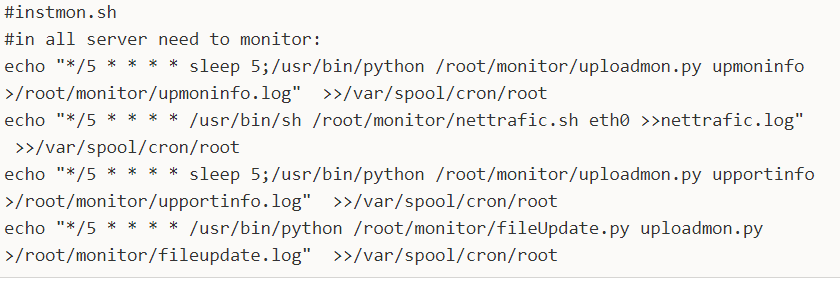 #instmon.sh
#in all server need to monitor:
echo "*/5 * * * * sleep 5;/usr/bin/python /root/monitor/uploadmon.py upmoninfo
>/root/monitor/upmoninfo.log"  >>/var/spool/cron/root
echo "*/5 * * * * /usr/bin/sh /root/monitor/nettrafic.sh eth0 >>nettrafic.log"
 >>/var/spool/cron/root
echo "*/5 * * * * sleep 5;/usr/bin/python /root/monitor/uploadmon.py upportinfo
>/root/monitor/upportinfo.log"  >>/var/spool/cron/root
echo "*/5 * * * * /usr/bin/python /root/monitor/fileUpdate.py uploadmon.py
>/root/monitor/fileupdate.log"  >>/var/spool/cron/root